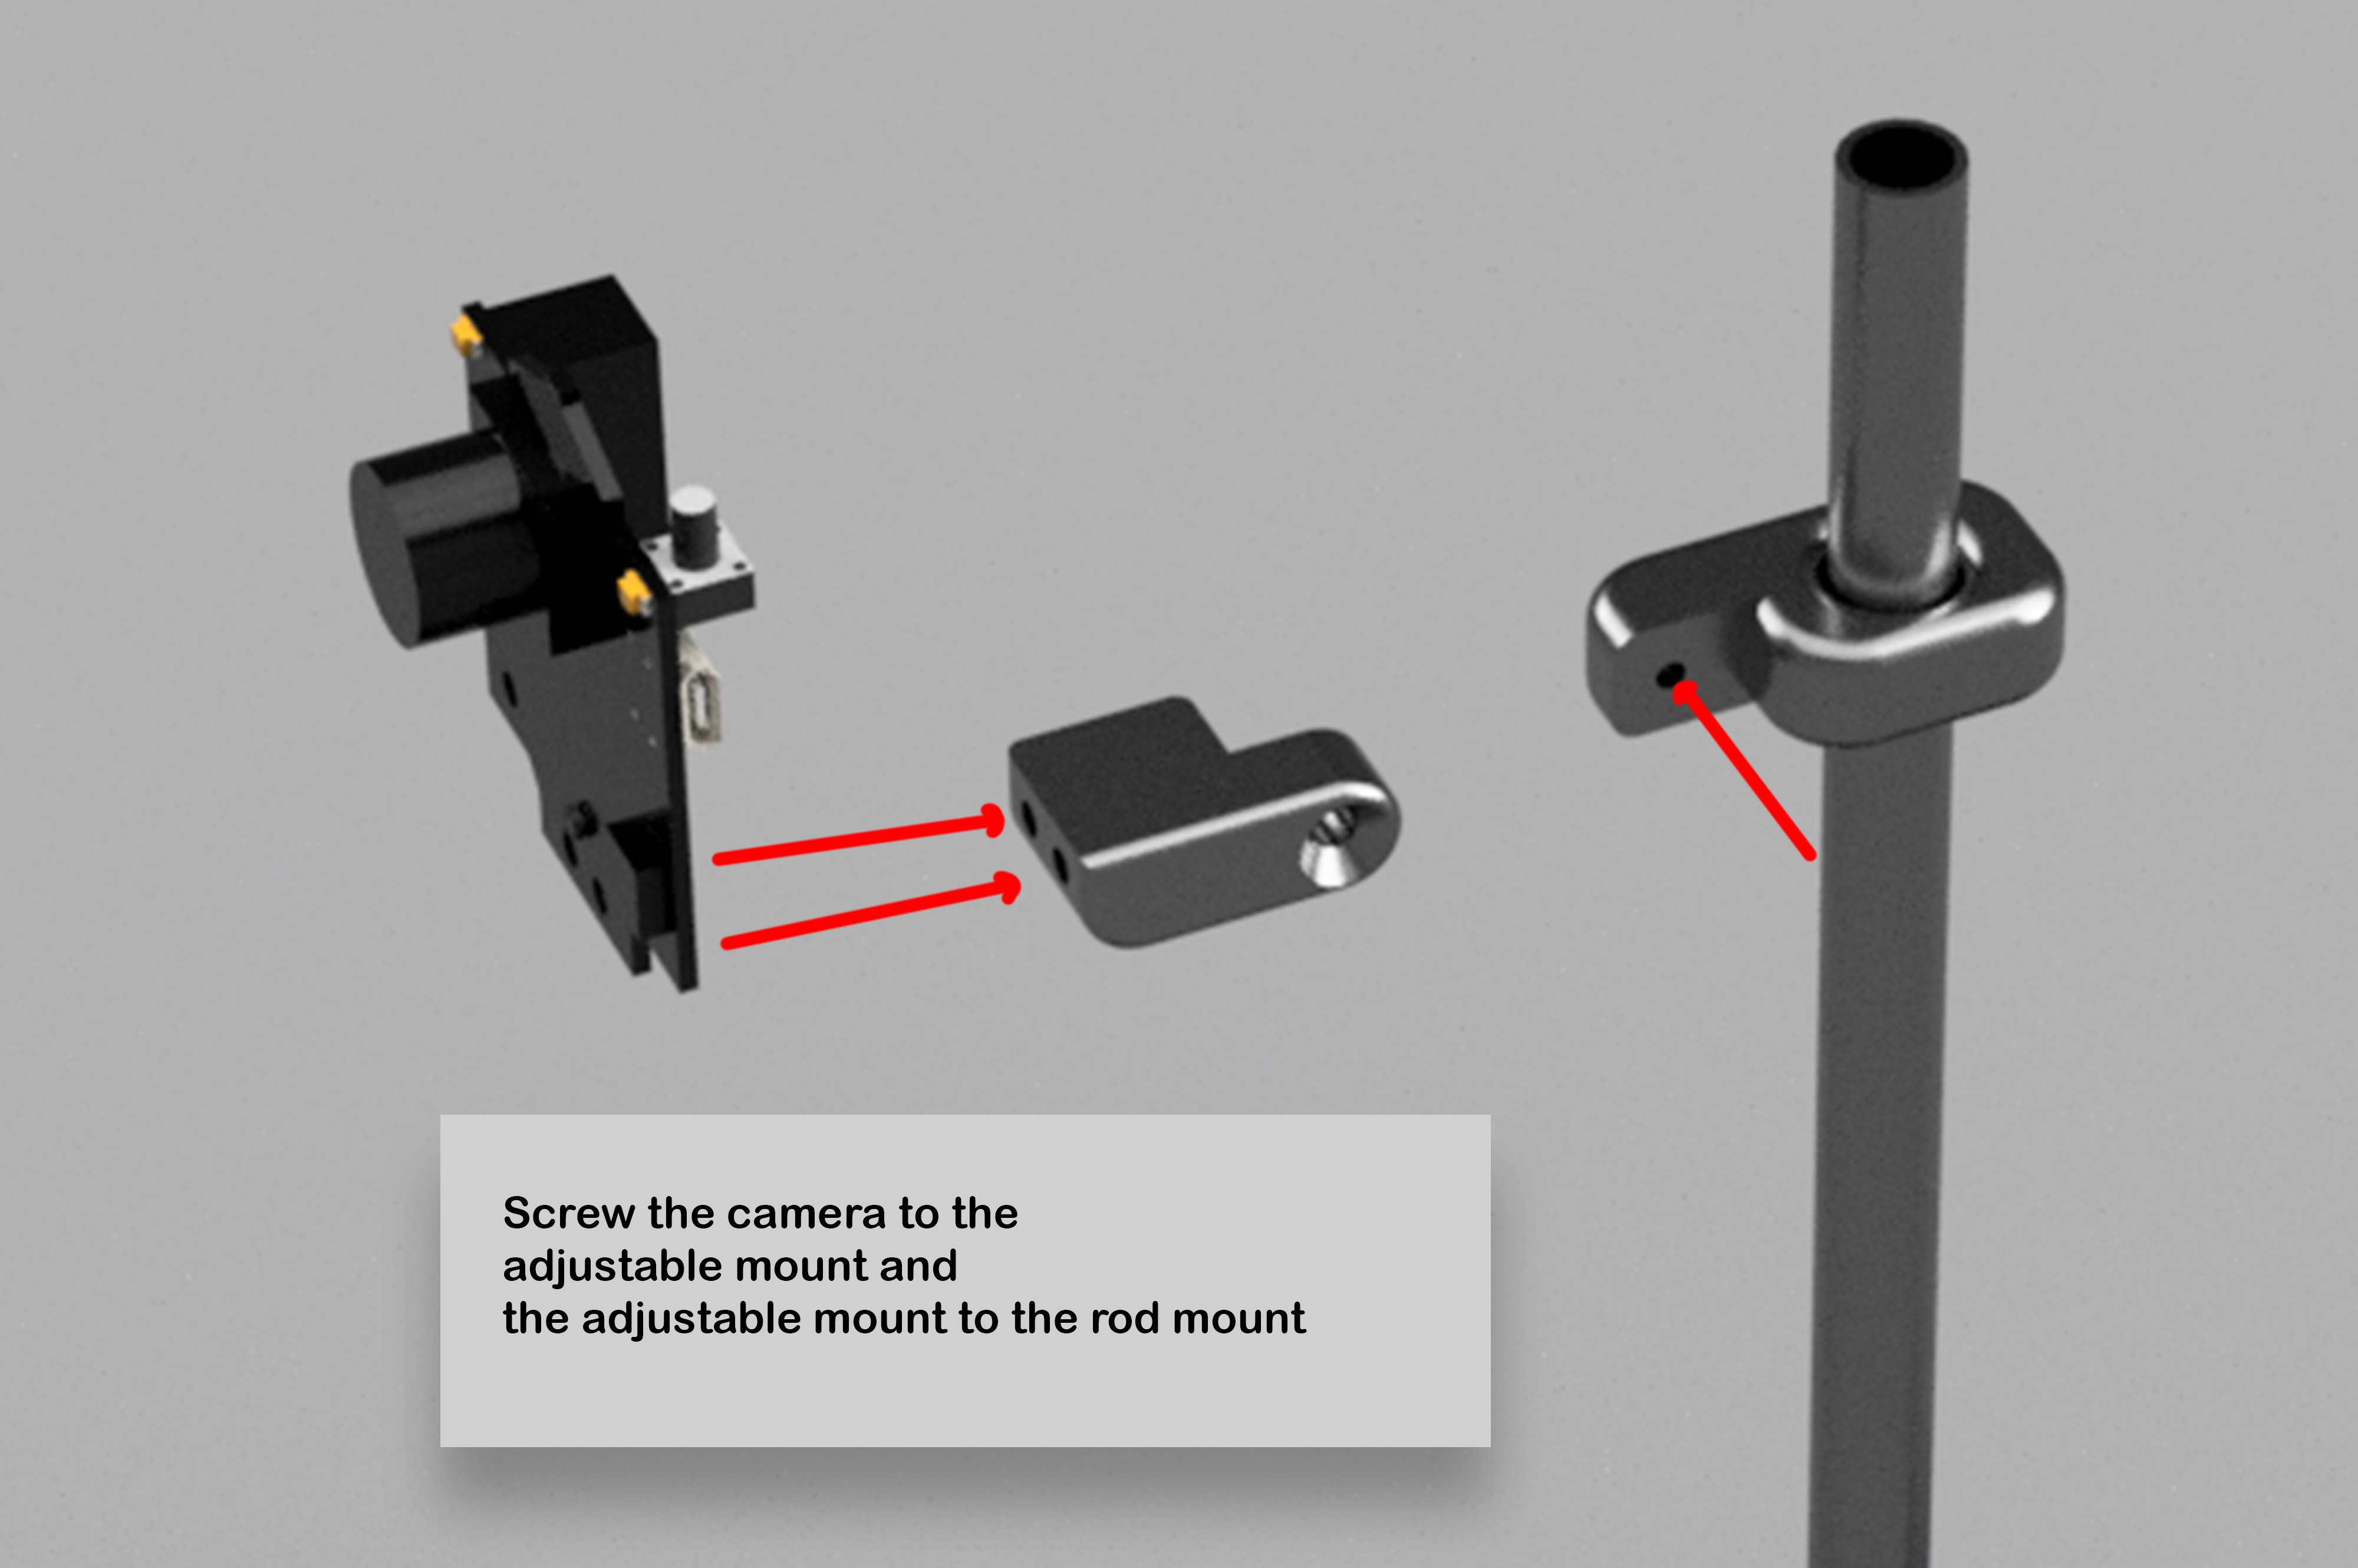 Screw the camera to the
adjustable mount and
the adjustable mount to the rod mount